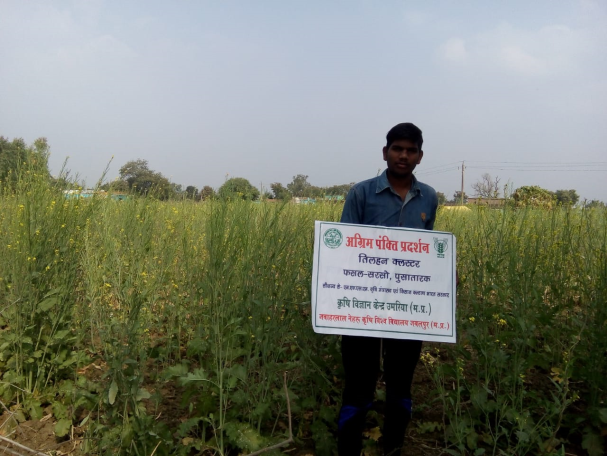 अग्रिम पंक्ति प्रदर्शन
तिलहन क्लस्टर
फसल-सरसो, पुसातारक
कृषि विज्ञान केन्द्र उमरिया (म.प्र.)
जवाहरलाल नेहरू कृषि विश्व विद्यालय जबलपुर (म.प्र.)